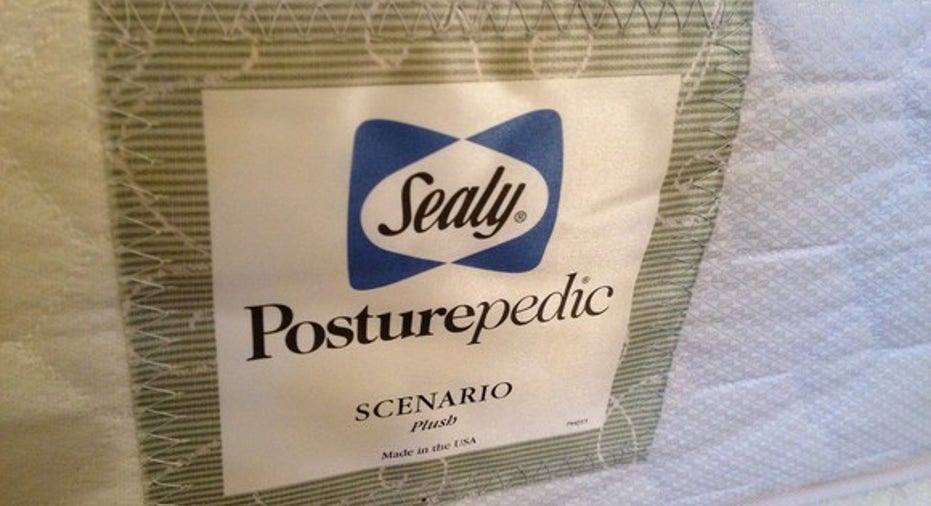 Sealy®
Posturepedic®
SCENARIO
Plush
Made in the USA